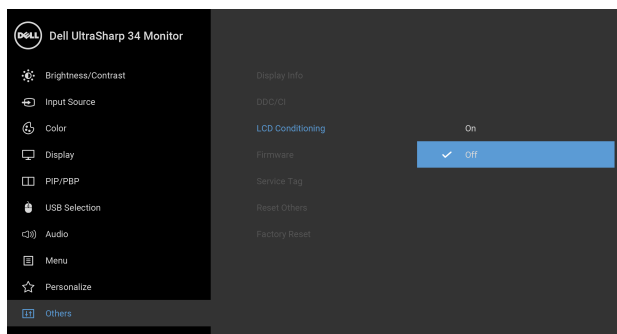 DELL Dell UltraSharp 34 Monitor
Brightness/Contrast
Display Info
Input Source
DDC/CI
Color
LCD Conditioning
On
Display
Firmware
Off
PIP/PBP
Service Tag
USB Selection
Reset Others
Audio
Factory Reset
Menu
Personalize
Others